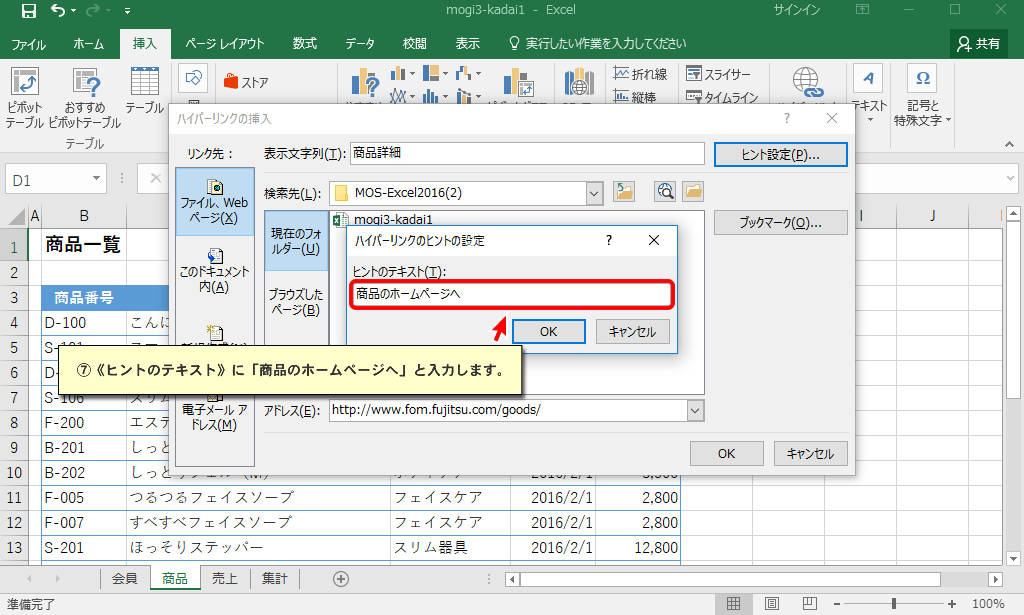 mogi3-kadai1 - Excel
サインイン
ファイル
ホーム
挿入
ページ レイアウト
数式
データ
校閲
表示
実行したい作業を入力してください
共有
ピボット
テーブル
おすすめ
ピボットテーブル
テーブル
テーブル
ストア
折れ線
縦棒
スライサー
タイムライン
テキスト
記号と
特殊文字
ハイパーリンクの挿入
?
リンク先：
表示文字列(T):
商品詳細
ヒント設定(P)...
ファイル、Web
ページ(X)
検索先(L):
MOS-Excel2016(2)
現在のフォ
ルダー(U)
mogi3-kadai1
ブックマーク(O)...
このドキュメント
内(A)
ブラウズした
ページ(B)
ハイパーリンクのヒントの設定
?
ヒントのテキスト(T):
商品のホームページへ
OK
キャンセル
⑦《ヒントのテキスト》に「商品のホームページへ」と入力します。
電子メール ア
ドレス(M)
アドレス(E):
http://www.fom.fujitsu.com/goods/
OK
キャンセル
D1
A
B
I
J
1
商品一覧
2
3
商品番号
4
D-100
こんに
5
6
7
8
F-200
エステ
9
B-201
しっと
10
B-202
2016/2/1
11
F-005
つるつるフェイスソープ
フェイスケア
2016/2/1
2,800
12
F-007
すべすべフェイスソープ
フェイスケア
2016/2/1
2,800
13
S-201
ほっそりステッパー
スリム器具
2016/2/1
12,800
会員
商品
売上
集計
準備完了
100%